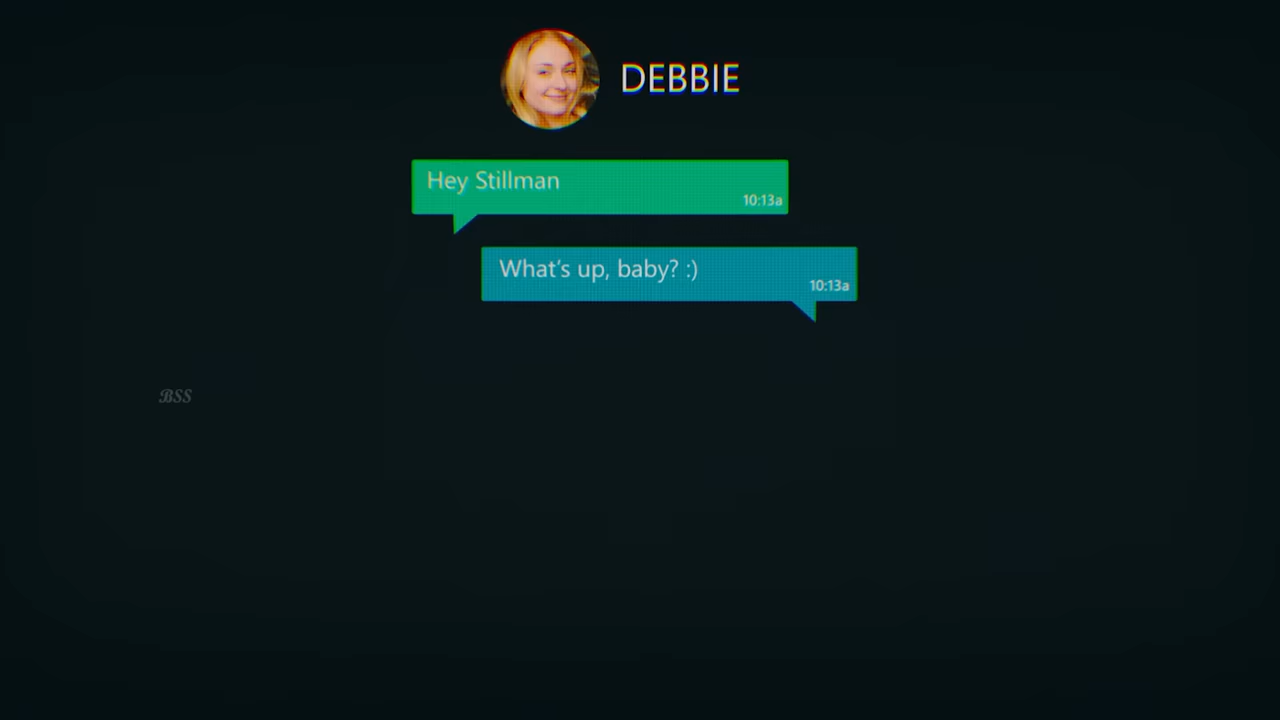 DEBBIE
Hey Stillman
10:13a
What's up, baby? :)
10:13a
BSS